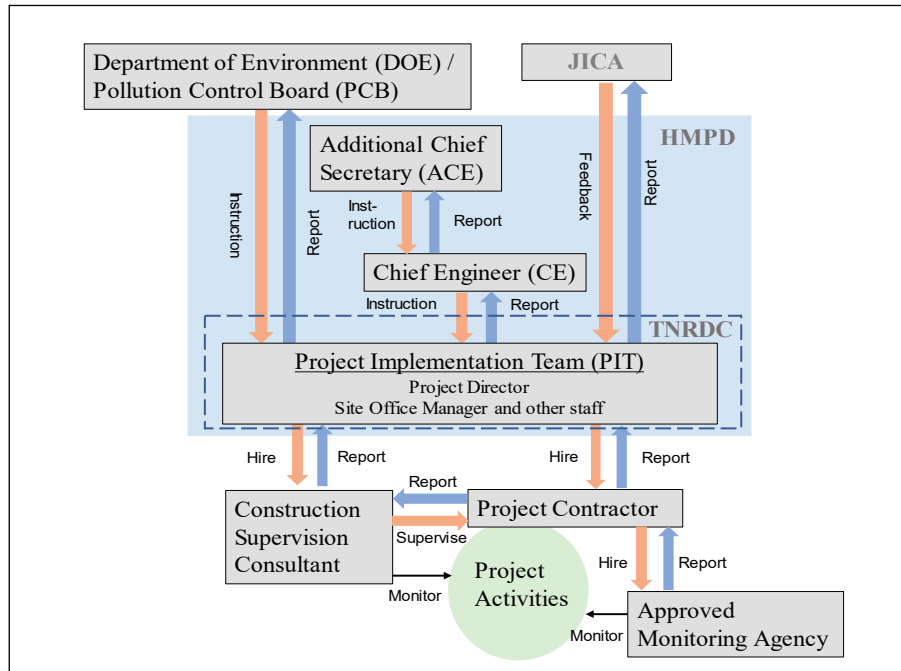 Department of Environment (DOE) /
Pollution Control Board (PCB)
JICA
HMPD
Additional Chief
Secretary (ACE)
Instruction
Report
Inst-
ruction
Report
Feedback
Report
Chief Engineer (CE)
Instruction
Report
TNRDC
Project Implementation Team (PIT)
Project Director
Site Office Manager and other staff
Hire
Report
Hire
Report
Report
Construction
Supervision
Consultant
Project Contractor
Supervise
Hire
Report
Monitor
Project
Activities
Approved
Monitoring Agency
Monitor